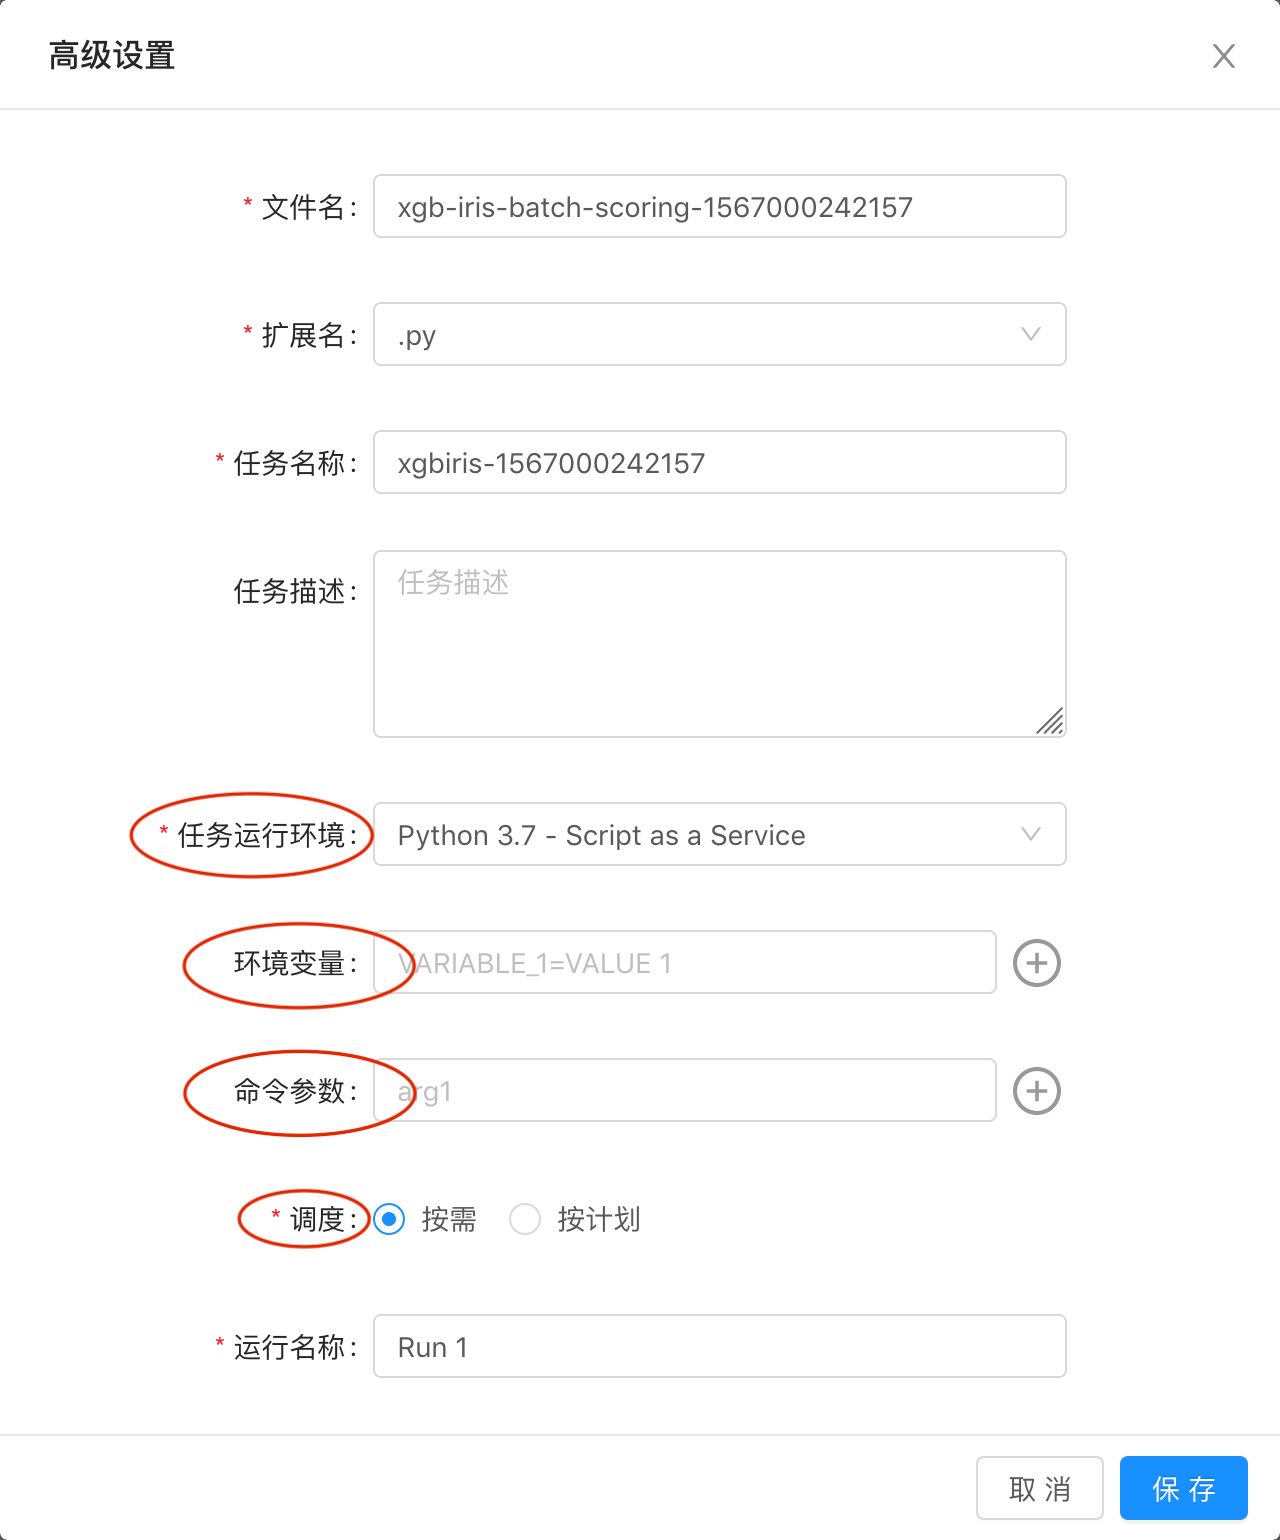 高级设置
* 文件名: xgb-iris-batch-scoring-1567000242157
* 扩展名: .py
* 任务名称: xgbiris-1567000242157
任务描述: 任务描述
* 任务运行环境: Python 3.7 - Script as a Service
环境变量: VARIABLE_1=VALUE 1
命令参数: arg1
* 调度: 按需 按计划
* 运行名称: Run 1
取 消 保 存